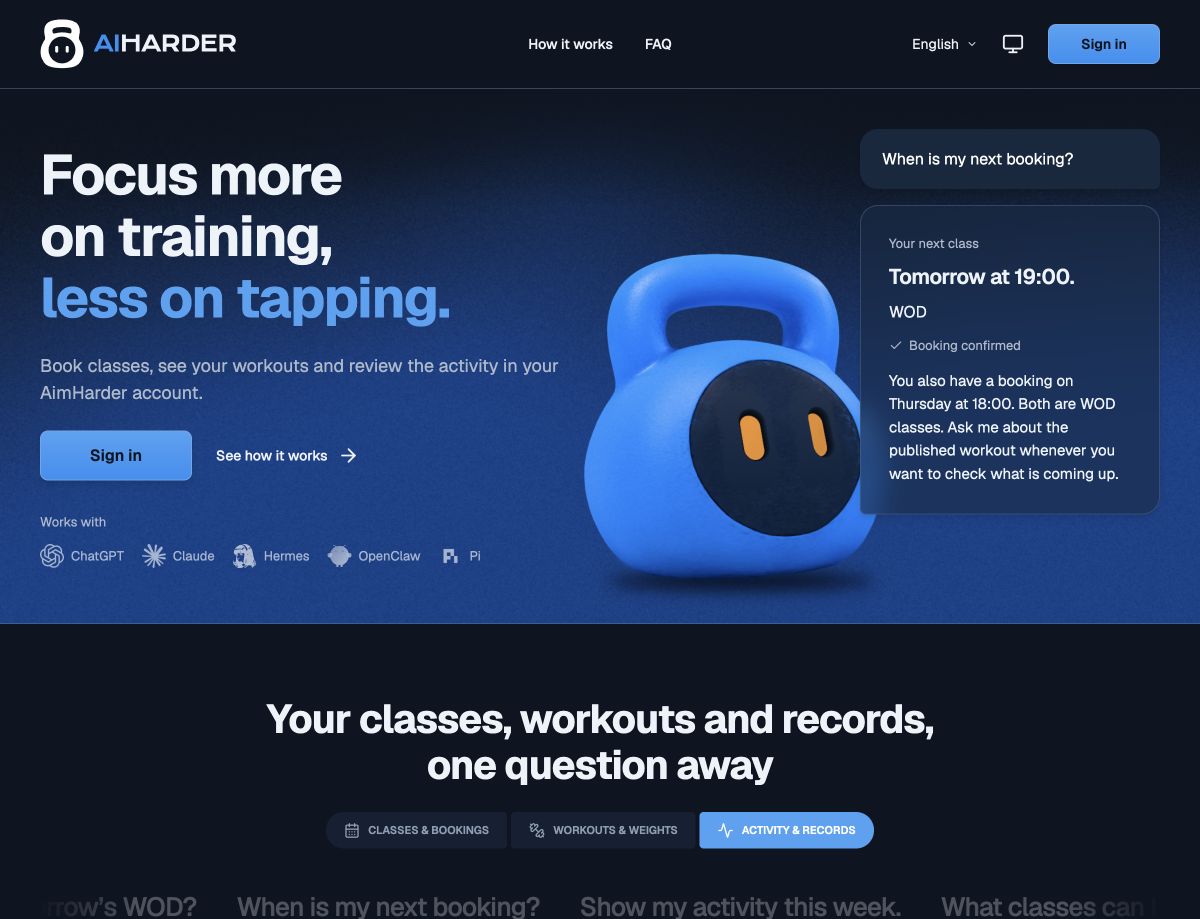 AIHARDER
How it works
FAQ
English
Sign in
Focus more
on training,
less on tapping.
Book classes, see your workouts and review the activity in your
AimHarder account.
Sign in
See how it works
Works with
ChatGPT
Claude
Hermes
OpenClaw
Pi
When is my next booking?
Your next class
Tomorrow at 19:00.
WOD
Booking confirmed
You also have a booking on
Thursday at 18:00. Both are WOD
classes. Ask me about the
published workout whenever you
want to check what is coming up.
Your classes, workouts and records,
one question away
CLASSES & BOOKINGS
WORKOUTS & WEIGHTS
ACTIVITY & RECORDS
rrow’s WOD?
When is my next booking?
Show my activity this week.
What classes can I